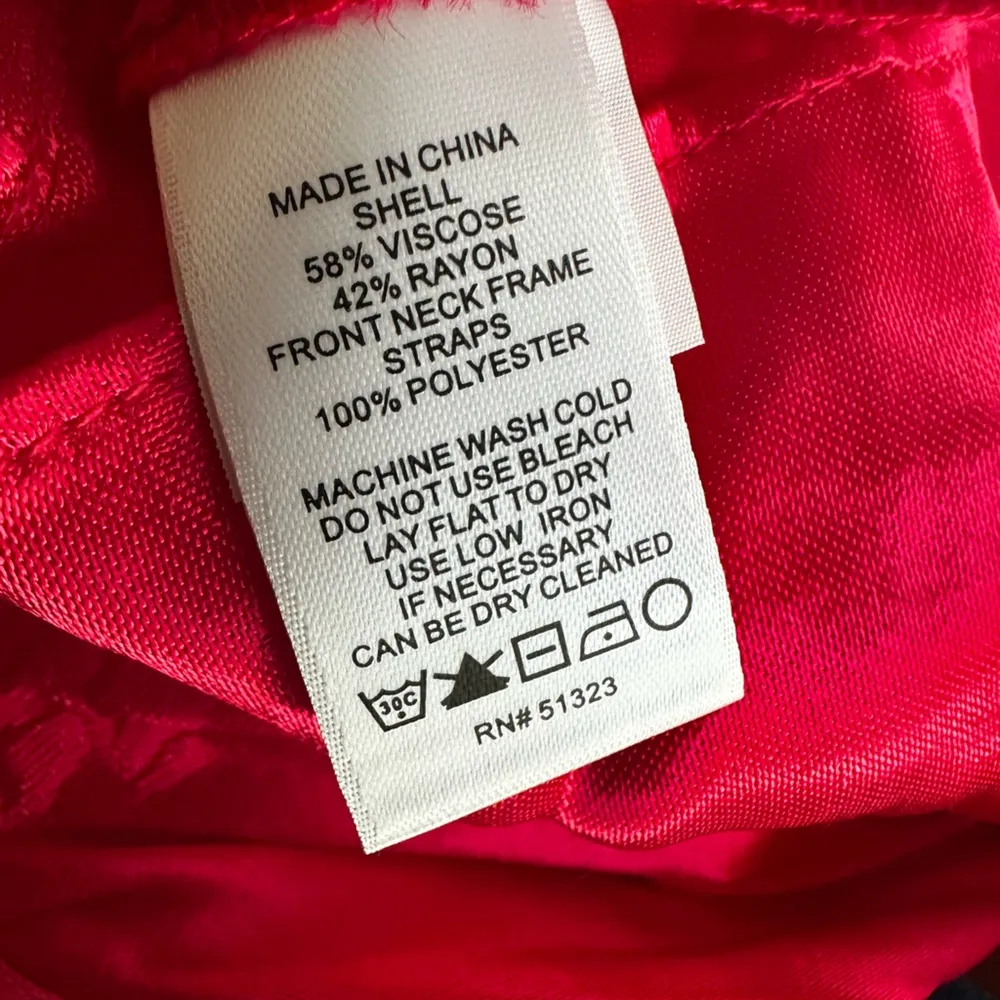 MADE IN CHINA
SHELL
58% VISCOSE
42% RAYON
FRONT NECK FRAME
STRAPS
100% POLYESTER
MACHINE WASH COLD
DO NOT USE BLEACH
LAY FLAT TO DRY
USE LOW IRON
IF NECESSARY
CAN BE DRY CLEANED
30C
RN# 51323